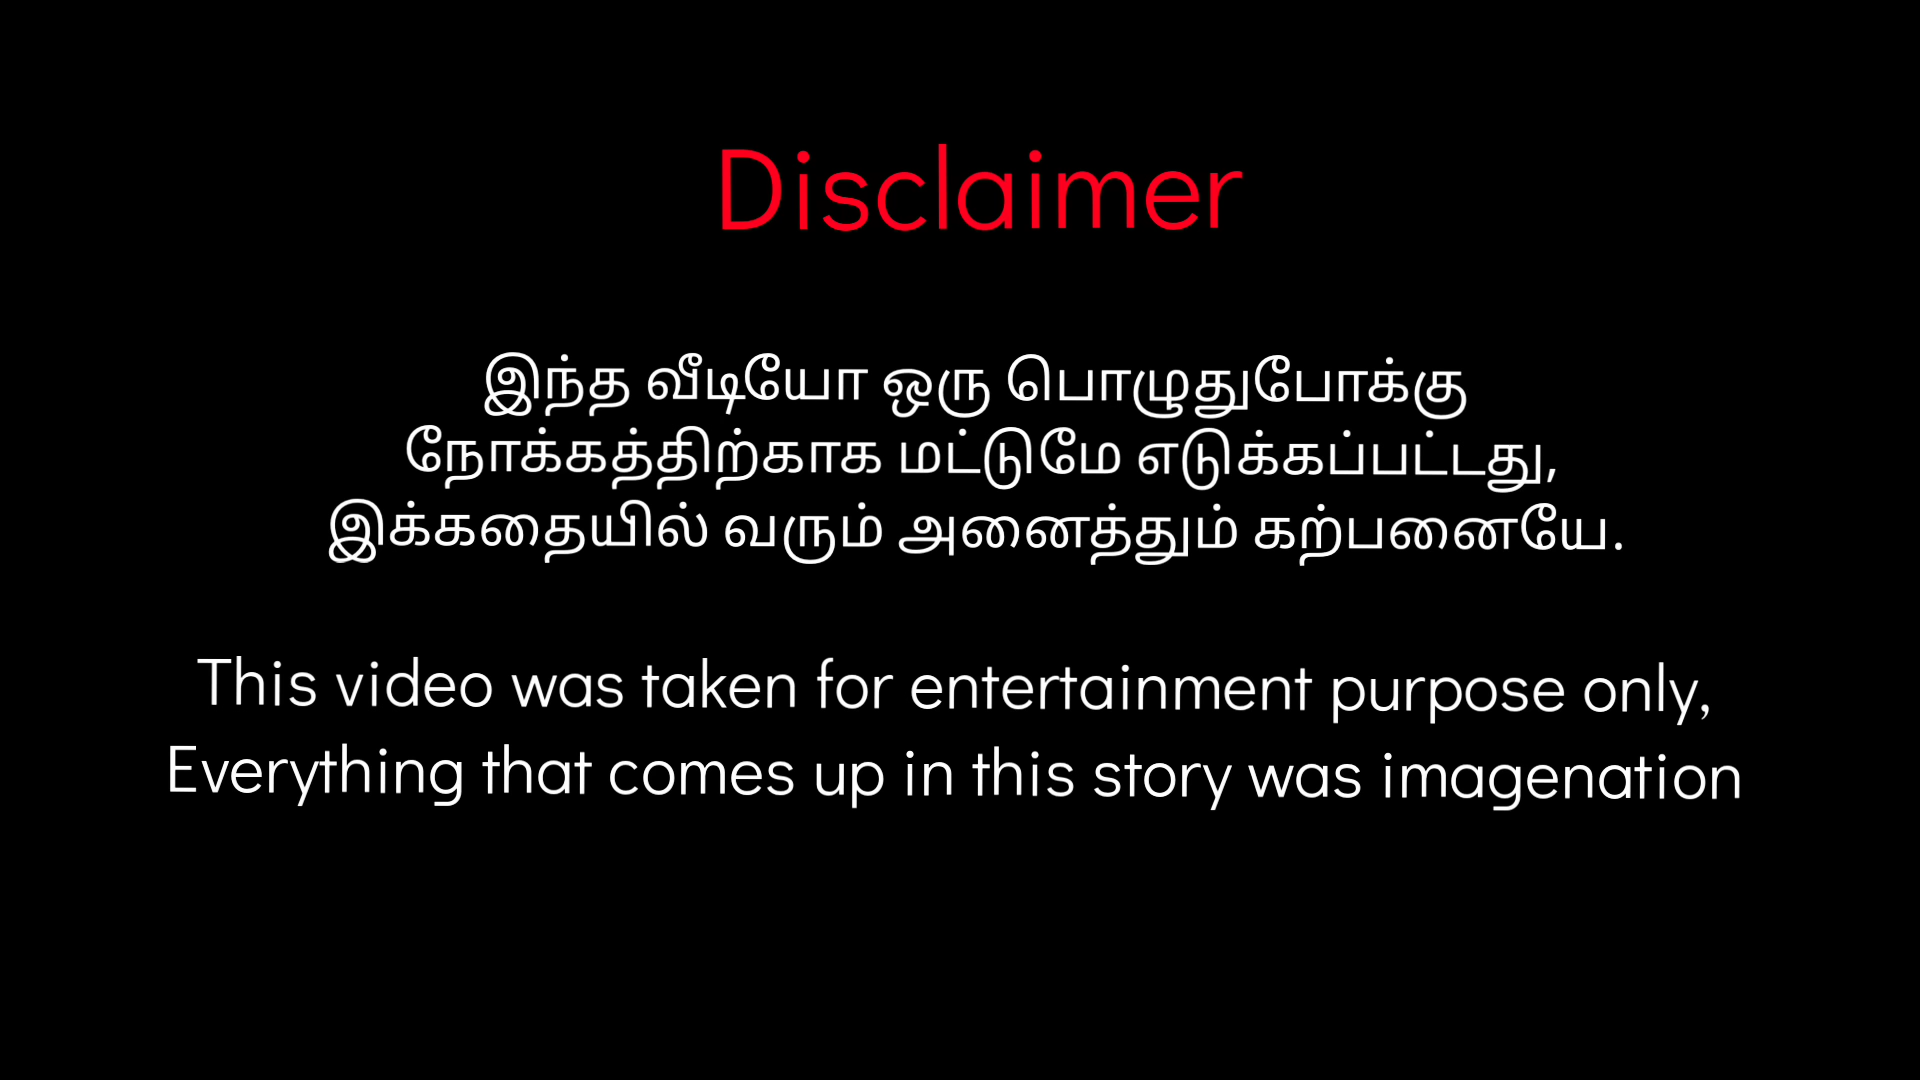 Disclaimer
இந்த வீடியோ ஒரு பொழுதுபோக்கு
நோக்கத்திற்காக மட்டுமே எடுக்கப்பட்டது,
இக்கதையில் வரும் அனைத்தும் கற்பனையே.
This video was taken for entertainment purpose only,
Everything that comes up in this story was imagenation